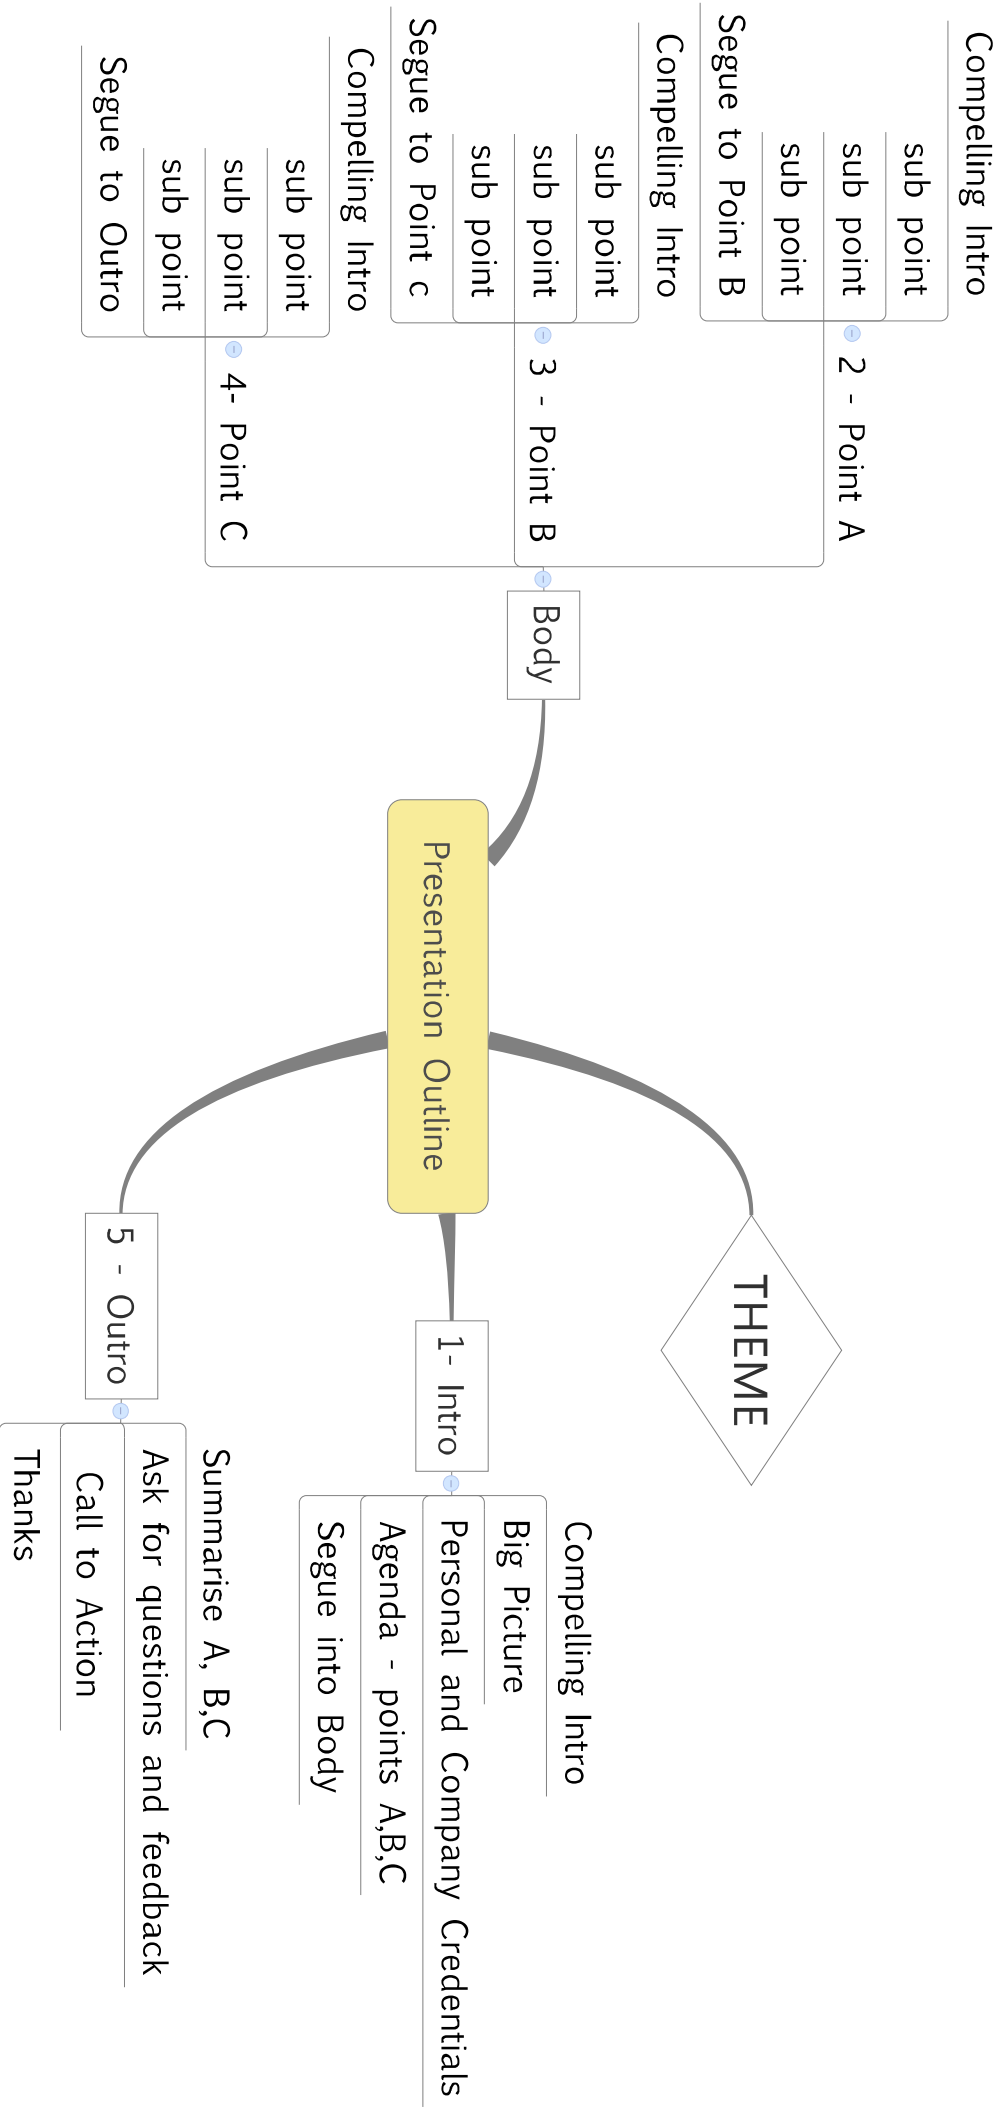 Presentation Outline
THEME
1- Intro
Compelling Intro
Big Picture
Personal and Company Credentials
Agenda - points A,B,C
Segue into Body
Body
2 - Point A
Compelling Intro
sub point
sub point
sub point
Segue to Point B
3 - Point B
Compelling Intro
sub point
sub point
sub point
Segue to Point c
4- Point C
Compelling Intro
sub point
sub point
sub point
Segue to Outro
5 - Outro
Summarise A, B,C
Ask for questions and feedback
Call to Action
Thanks